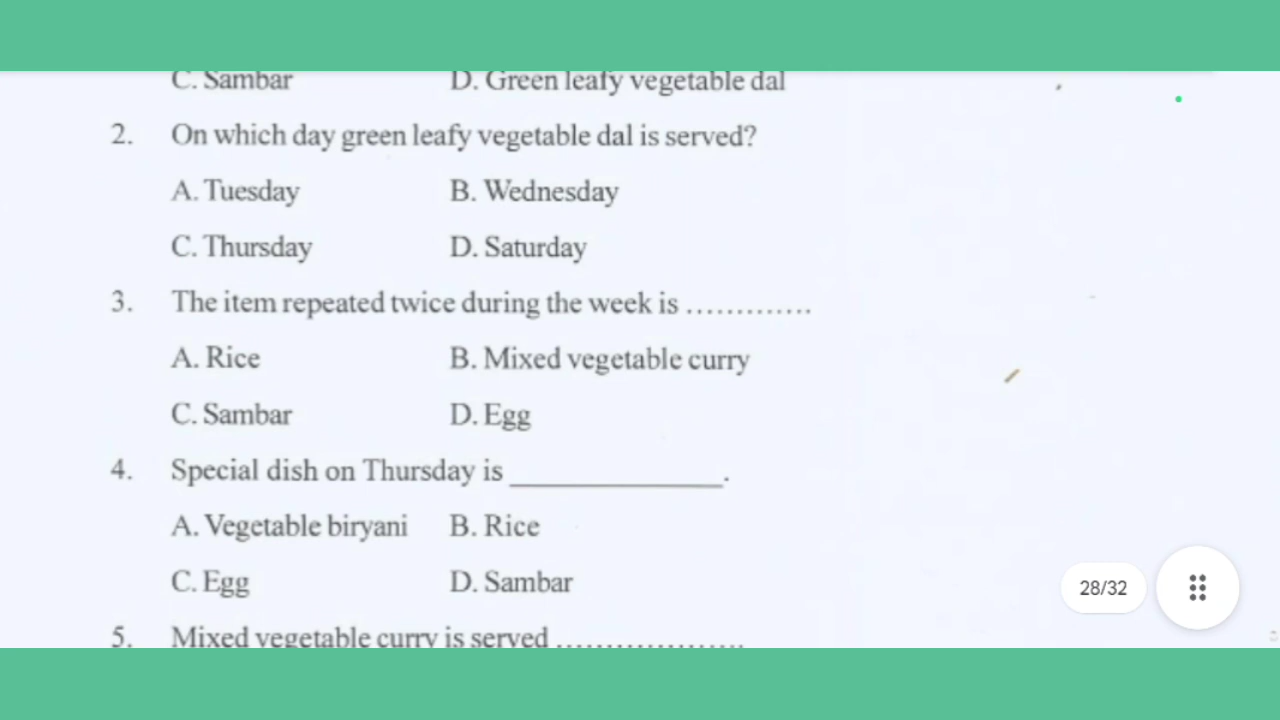 C. Sambar D. Green leafy vegetable dal
2. On which day green leafy vegetable dal is served?
A. Tuesday B. Wednesday
C. Thursday D. Saturday
3. The item repeated twice during the week is .............
A. Rice B. Mixed vegetable curry
C. Sambar D. Egg
4. Special dish on Thursday is _______________.
A. Vegetable biryani B. Rice
C. Egg D. Sambar
28/32
5. Mixed vegetable curry is served ...................